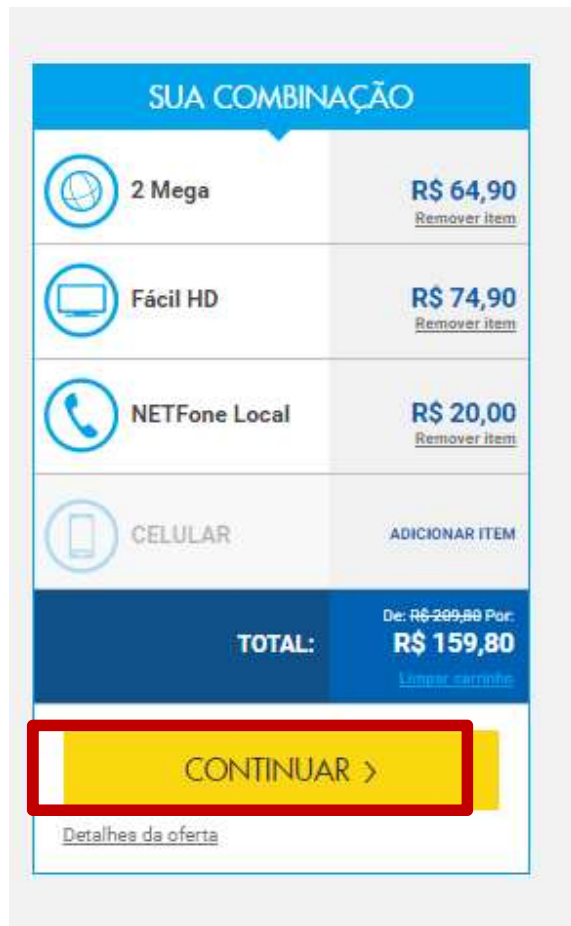 SUA COMBINAÇÃO
2 Mega
R$ 64,90
Remover item
Fácil HD
R$ 74,90
Remover item
NETFone Local
R$ 20,00
Remover item
CELULAR
ADICIONAR ITEM
TOTAL:
De: R$ 209,80 Por:
R$ 159,80
Limpar carrinho
CONTINUAR >
Detalhes da oferta